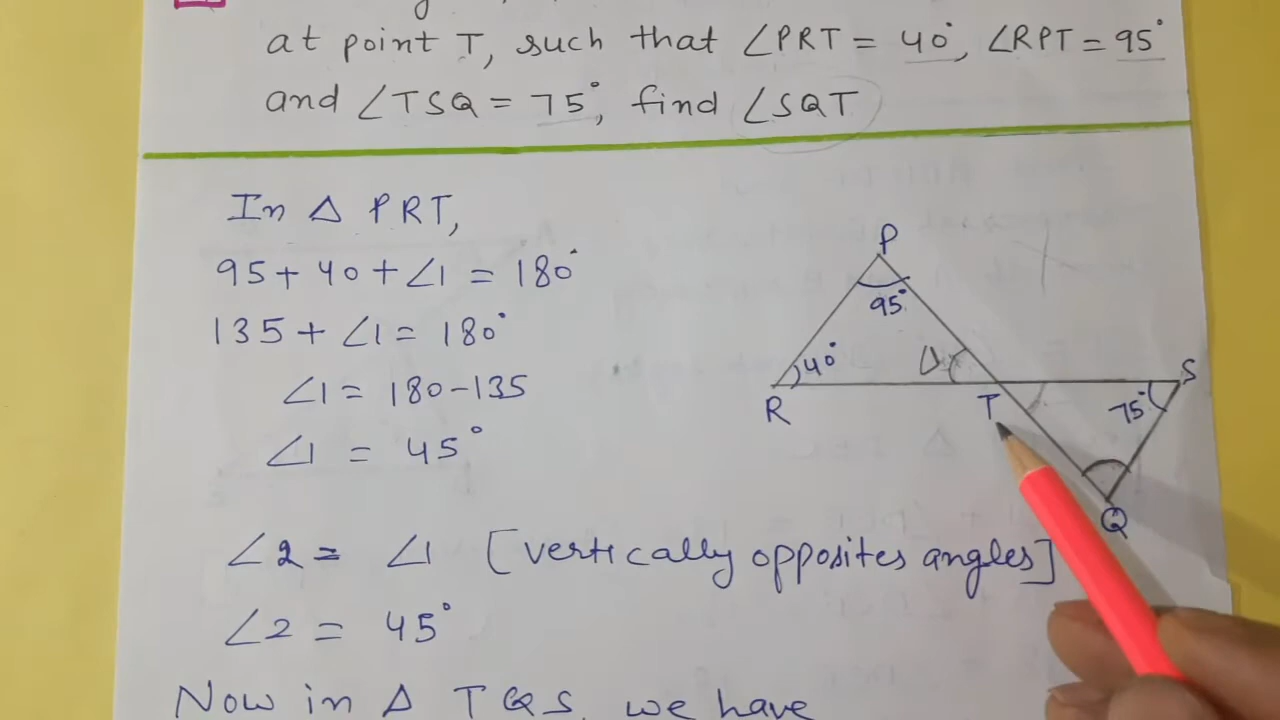 at point T, such that ∠PRT = 40°, ∠RPT = 95°
and ∠TSQ = 75°, find ∠SQT
In △ PRT,
95 + 40 + ∠1 = 180°
135 + ∠1 = 180°
∠1 = 180-135
∠1 = 45°
∠2 = ∠1 [vertically opposites angles]
∠2 = 45°
Now in △ TQS, we have
P
95°
40°
R
T
S
75°
Q